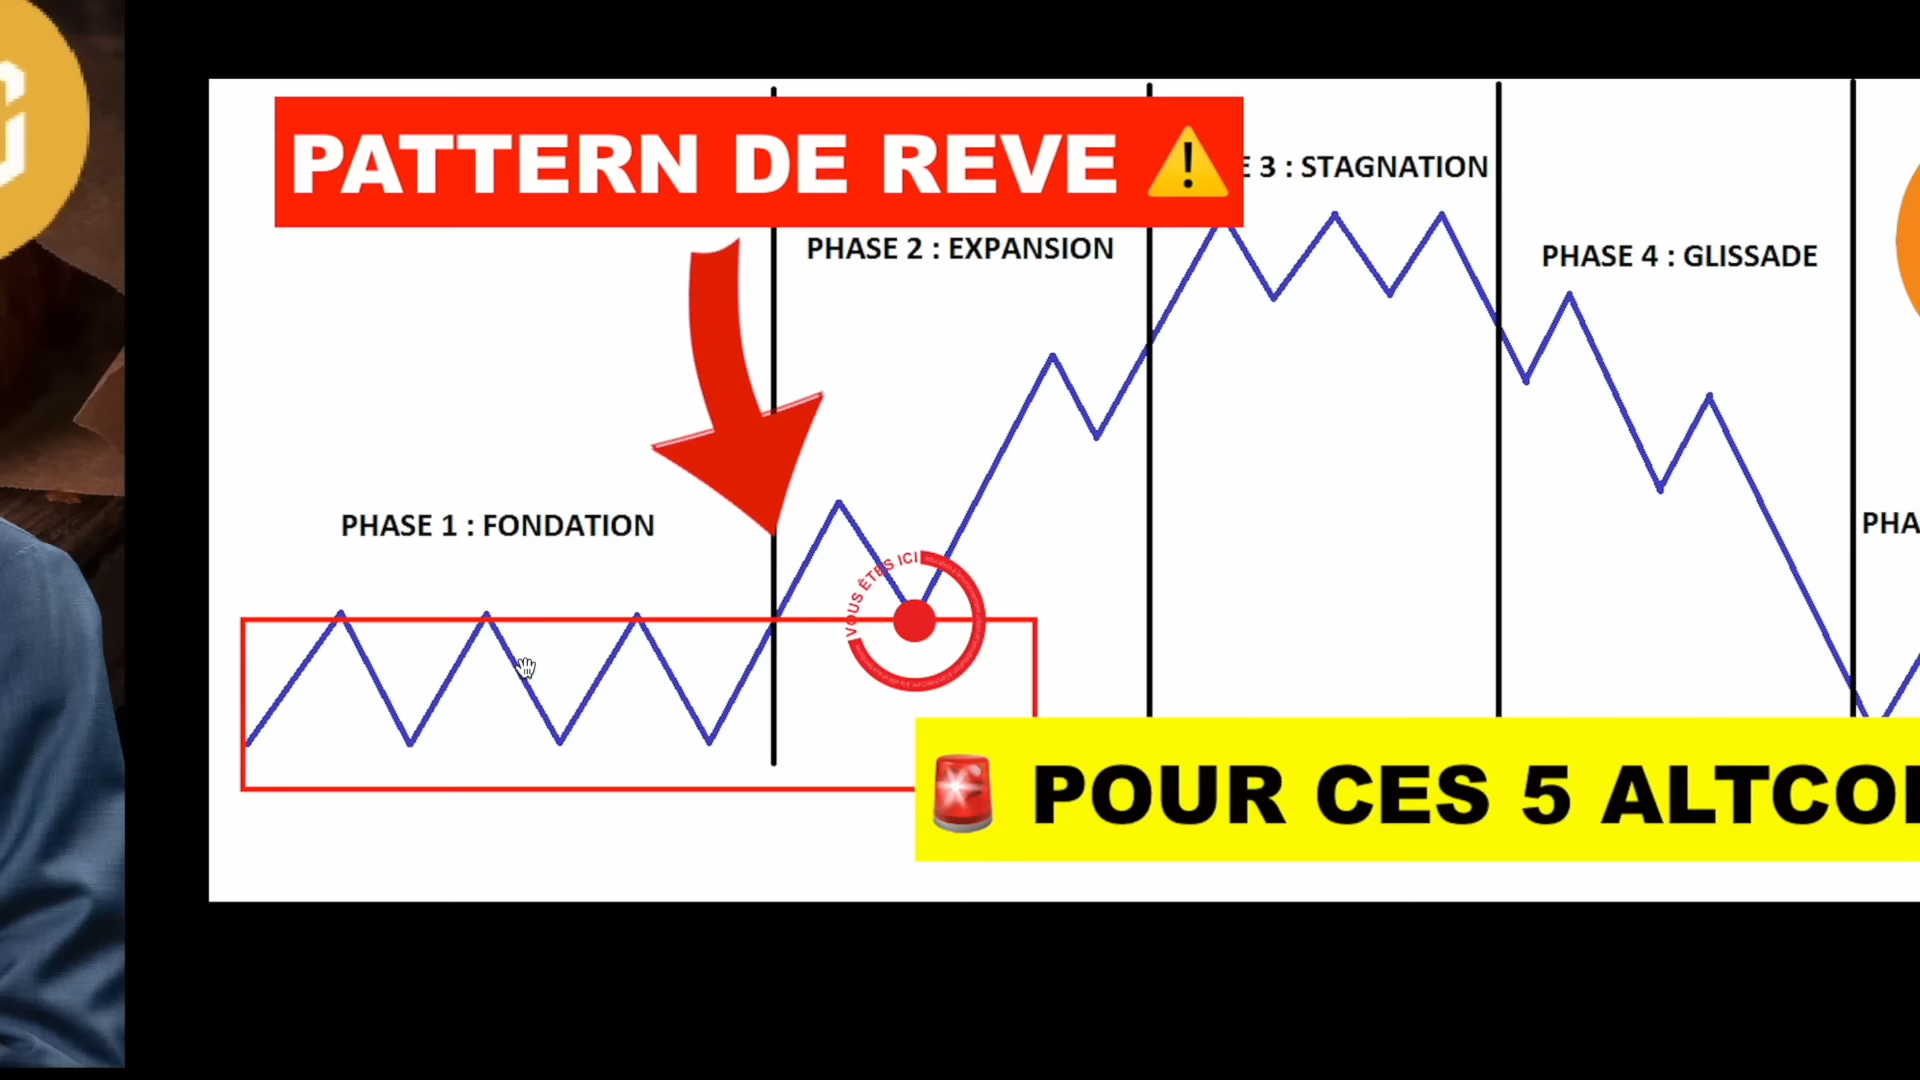 PATTERN DE REVE ⚠️
E 3 : STAGNATION
PHASE 2 : EXPANSION
PHASE 4 : GLISSADE
PHASE 1 : FONDATION
PHA
VOUS ÊTES ICI
🚨 POUR CES 5 ALTCOI